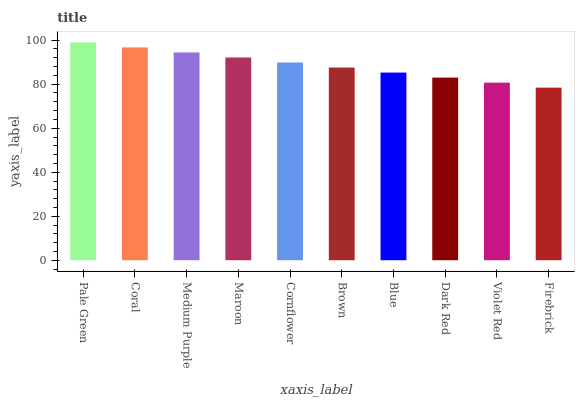 title
yaxis_label
100
80
60
40
20
0
Pale Green
Coral
Medium Purple
Maroon
Cornflower
Brown
Blue
Dark Red
Violet Red
Firebrick
xaxis_label